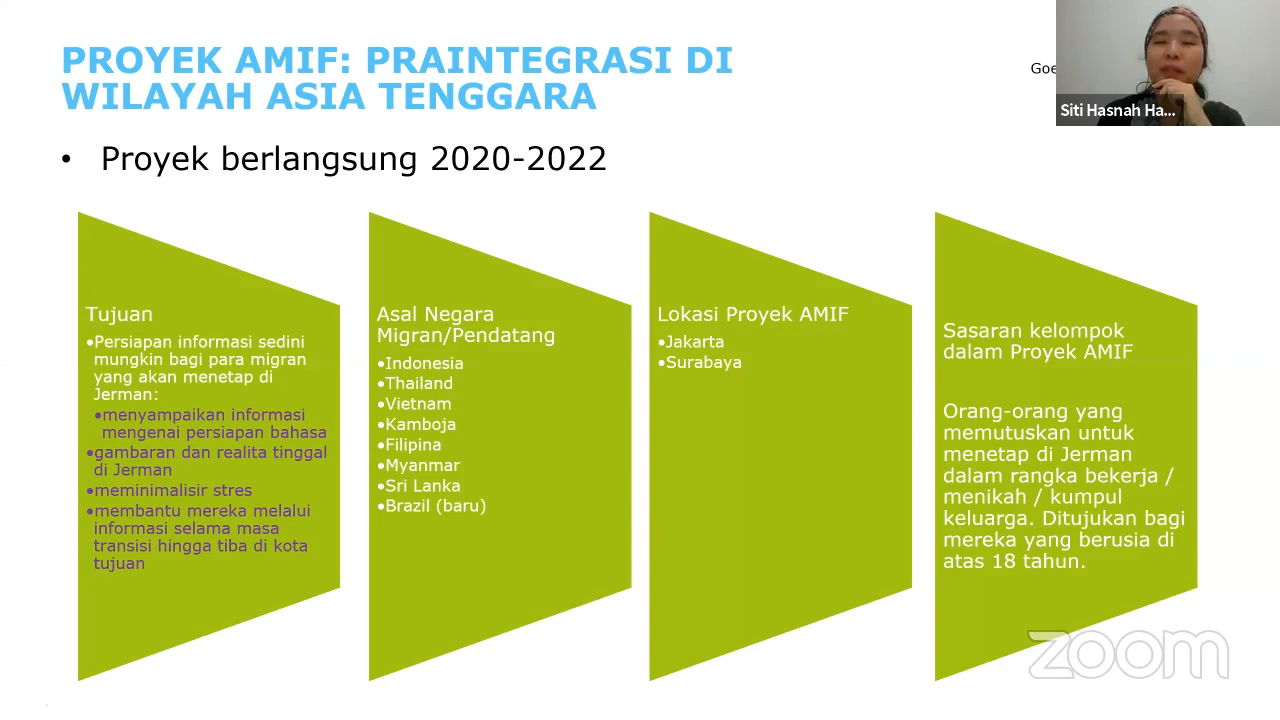 PROYEK AMIF: PRAINTEGRASI DI
WILAYAH ASIA TENGGARA
Goe
Siti Hasnah Ha...
• Proyek berlangsung 2020-2022
Tujuan
•Persiapan informasi sedini
mungkin bagi para migran
yang akan menetap di
Jerman:
•menyampaikan informasi
mengenai persiapan bahasa
•gambaran dan realita tinggal
di Jerman
•meminimalisir stres
•membantu mereka melalui
informasi selama masa
transisi hingga tiba di kota
tujuan
Asal Negara
Migran/Pendatang
•Indonesia
•Thailand
•Vietnam
•Kamboja
•Filipina
•Myanmar
•Sri Lanka
•Brazil (baru)
Lokasi Proyek AMIF
•Jakarta
•Surabaya
Sasaran kelompok
dalam Proyek AMIF
Orang-orang yang
memutuskan untuk
menetap di Jerman
dalam rangka bekerja /
menikah / kumpul
keluarga. Ditujukan bagi
mereka yang berusia di
atas 18 tahun.
zoom